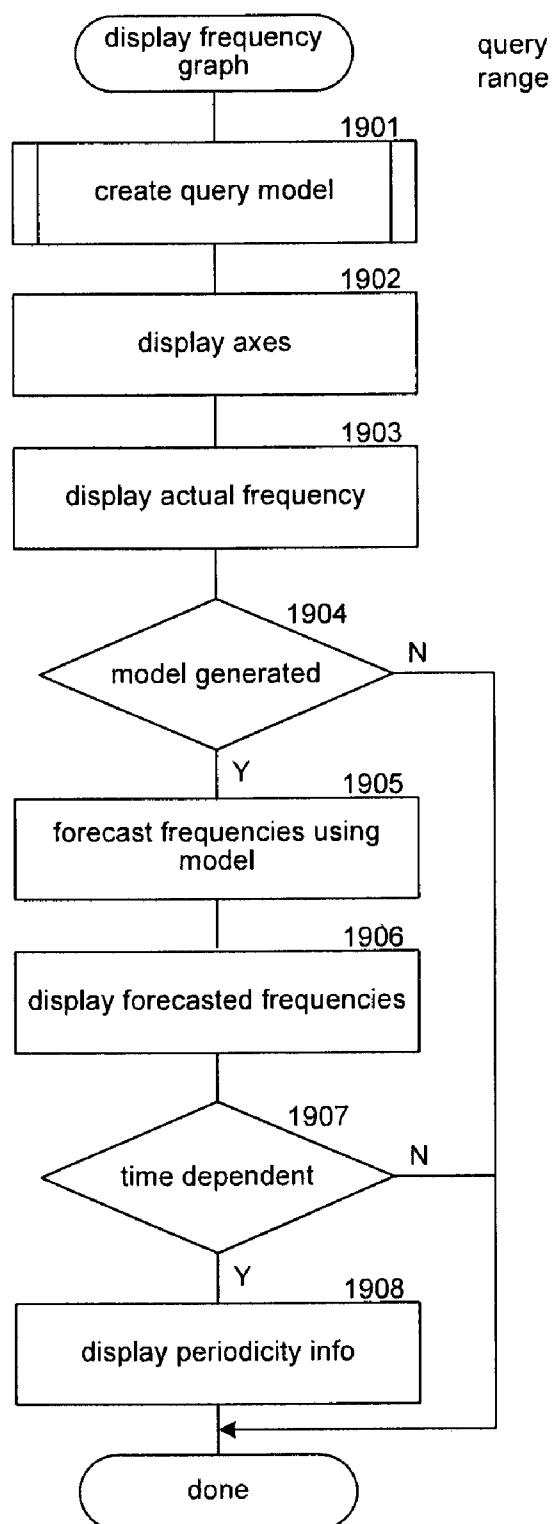 display frequency
graph
query
range
1901
create query model
1902
display axes
1903
display actual frequency
1904
model generated
N
Y
1905
forecast frequencies using
model
1906
display forecasted frequencies
1907
time dependent
N
Y
1908
display periodicity info
done